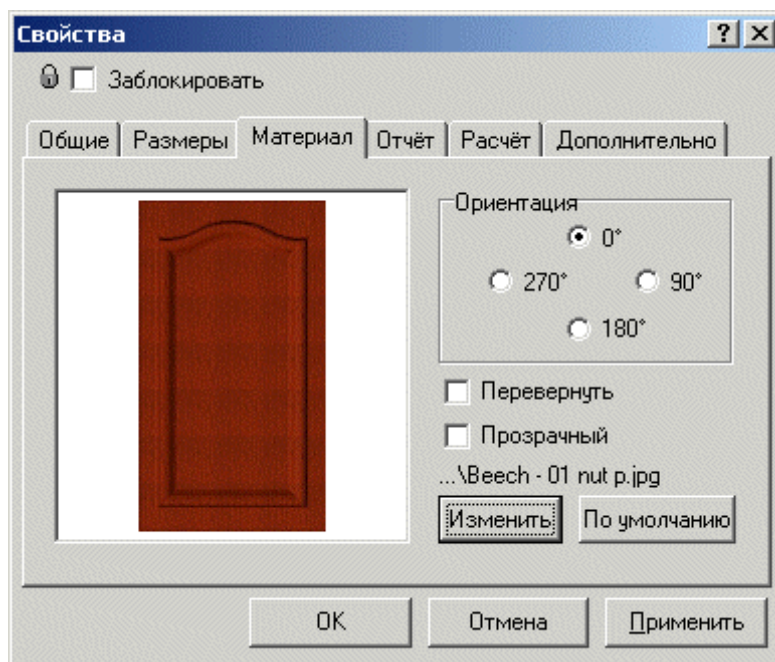 Свойства
Заблокировать
Общие Размеры Материал Отчёт Расчёт Дополнительно
Ориентация
0°
270° 90°
180°
Перевернуть
Прозрачный
...\Beech - 01 nut p.jpg
Изменить По умолчанию
OK Отмена Применить